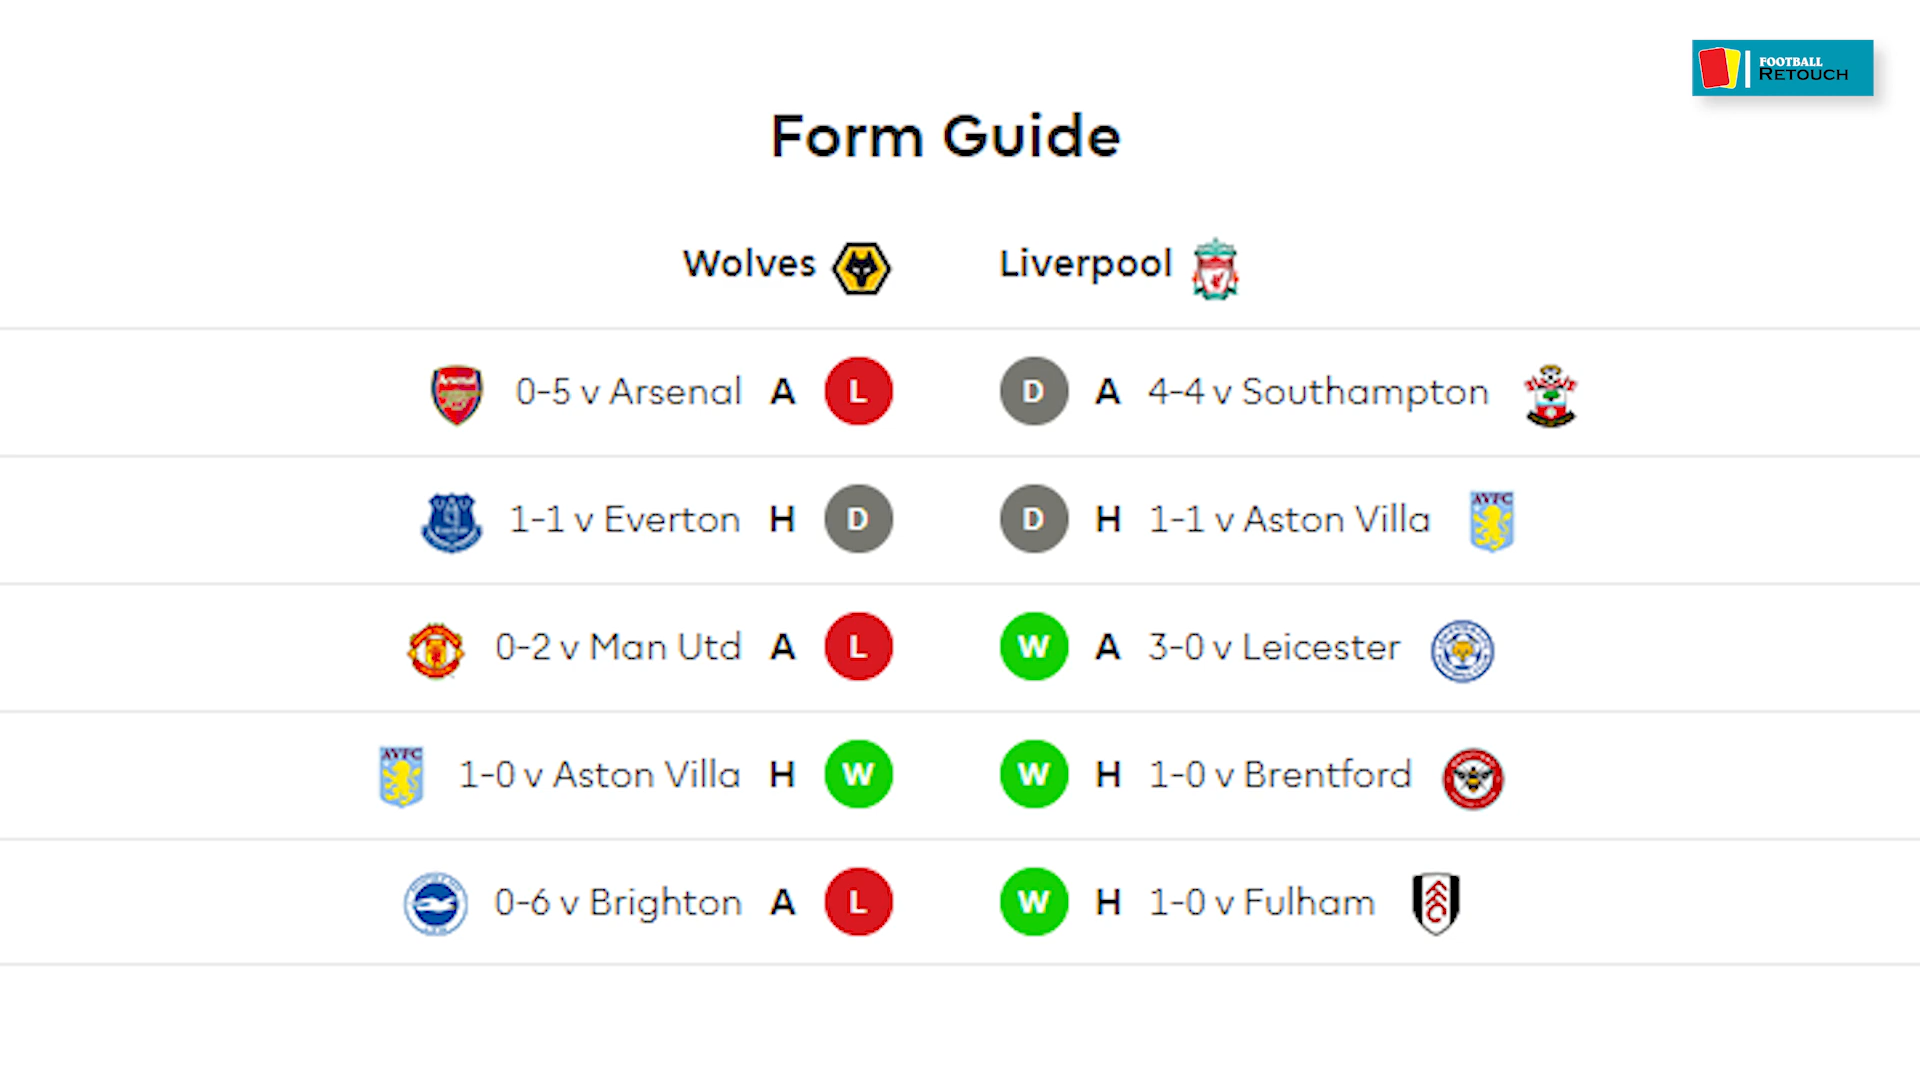 FOOTBALL
RETOUCH
Form Guide
Wolves Liverpool
0-5 v Arsenal A L D A 4-4 v Southampton
1-1 v Everton H D D H 1-1 v Aston Villa
AVFC
0-2 v Man Utd A L W A 3-0 v Leicester
AVFC
1-0 v Aston Villa H W W H 1-0 v Brentford
0-6 v Brighton A L W H 1-0 v Fulham